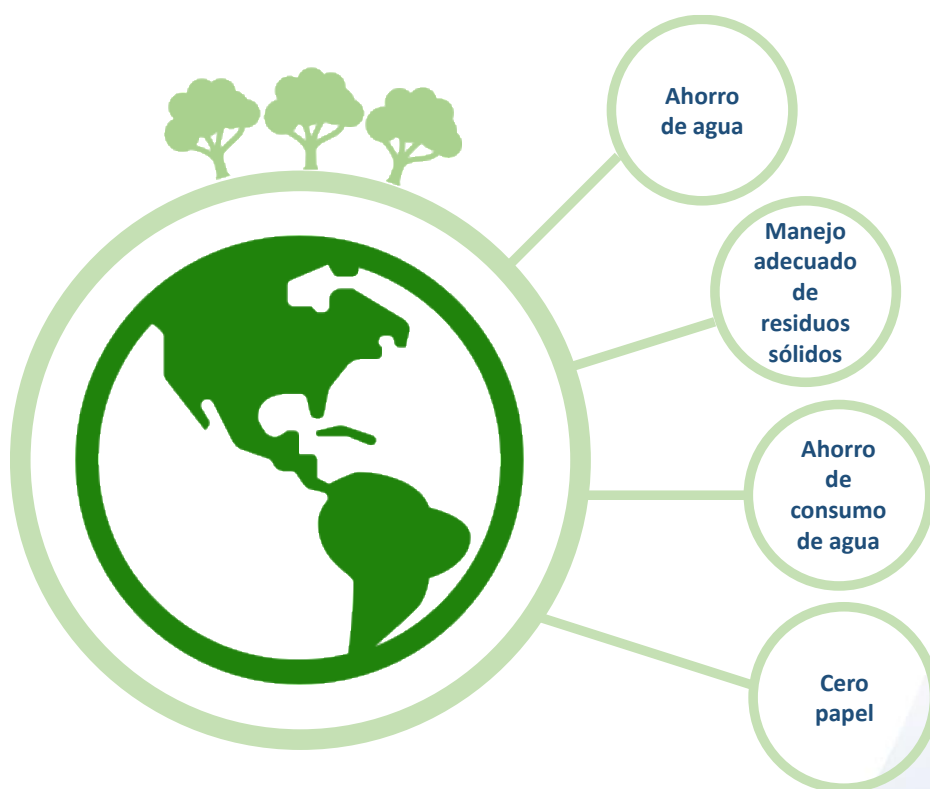 Ahorro
de agua
Manejo
adecuado
de
residuos
sólidos
Ahorro
de
consumo
de agua
Cero
papel